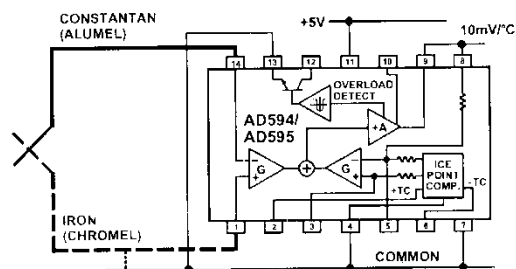 CONSTANTAN
(ALUMEL)
+5V
10mV/°C
14
13
12
11
10
9
8
OVERLOAD
DETECT
AD594/
AD595
+A
-
G
+
-
G
+
ICE
POINT
COMP.
+TC
-TC
IRON
(CHROMEL)
1
2
3
4
5
6
7
COMMON